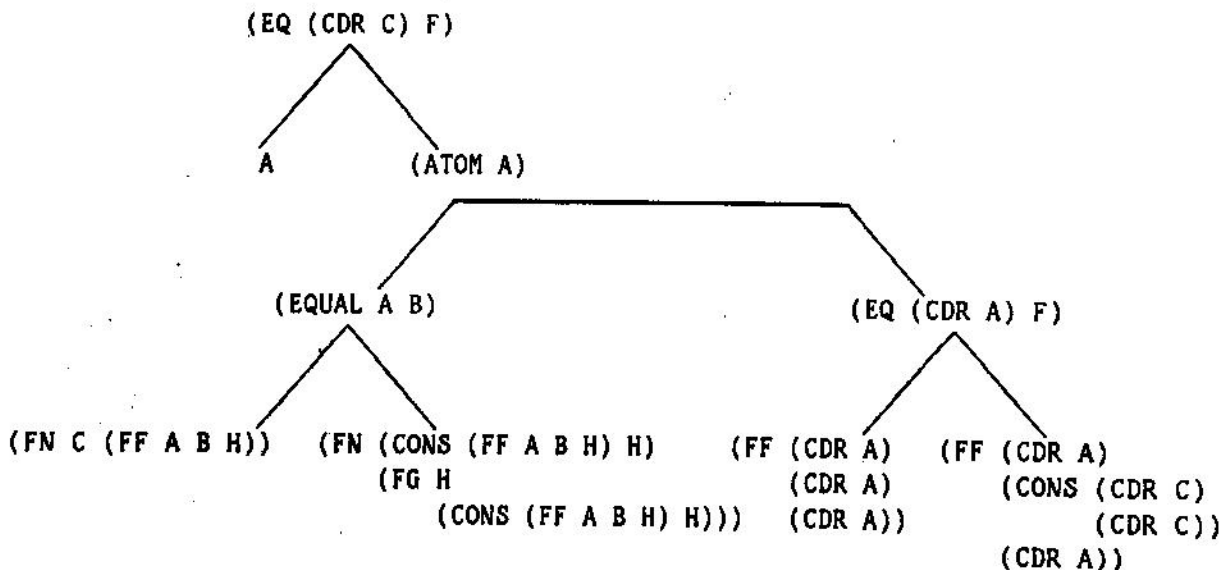 (EQ (CDR C) F)
A (ATOM A)
(EQUAL A B) (EQ (CDR A) F)
(FN C (FF A B H)) (FN (CONS (FF A B H) H) (FF (CDR A) (FF (CDR A)
(FG H (CDR A) (CONS (CDR C)
(CONS (FF A B H) H))) (CDR A)) (CDR C))
(CDR A))